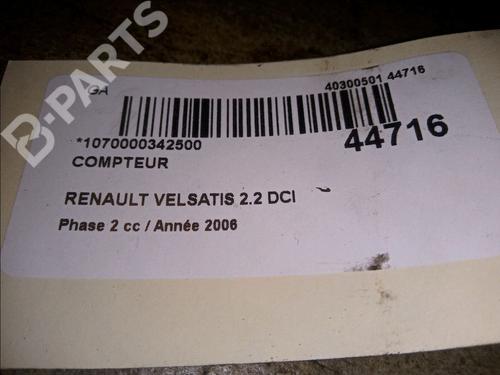 B-PARTS
GA
40300501 44716
*1070000342500
44716
COMPTEUR
RENAULT VELSATIS 2.2 DCI
Phase 2 cc / Année 2006